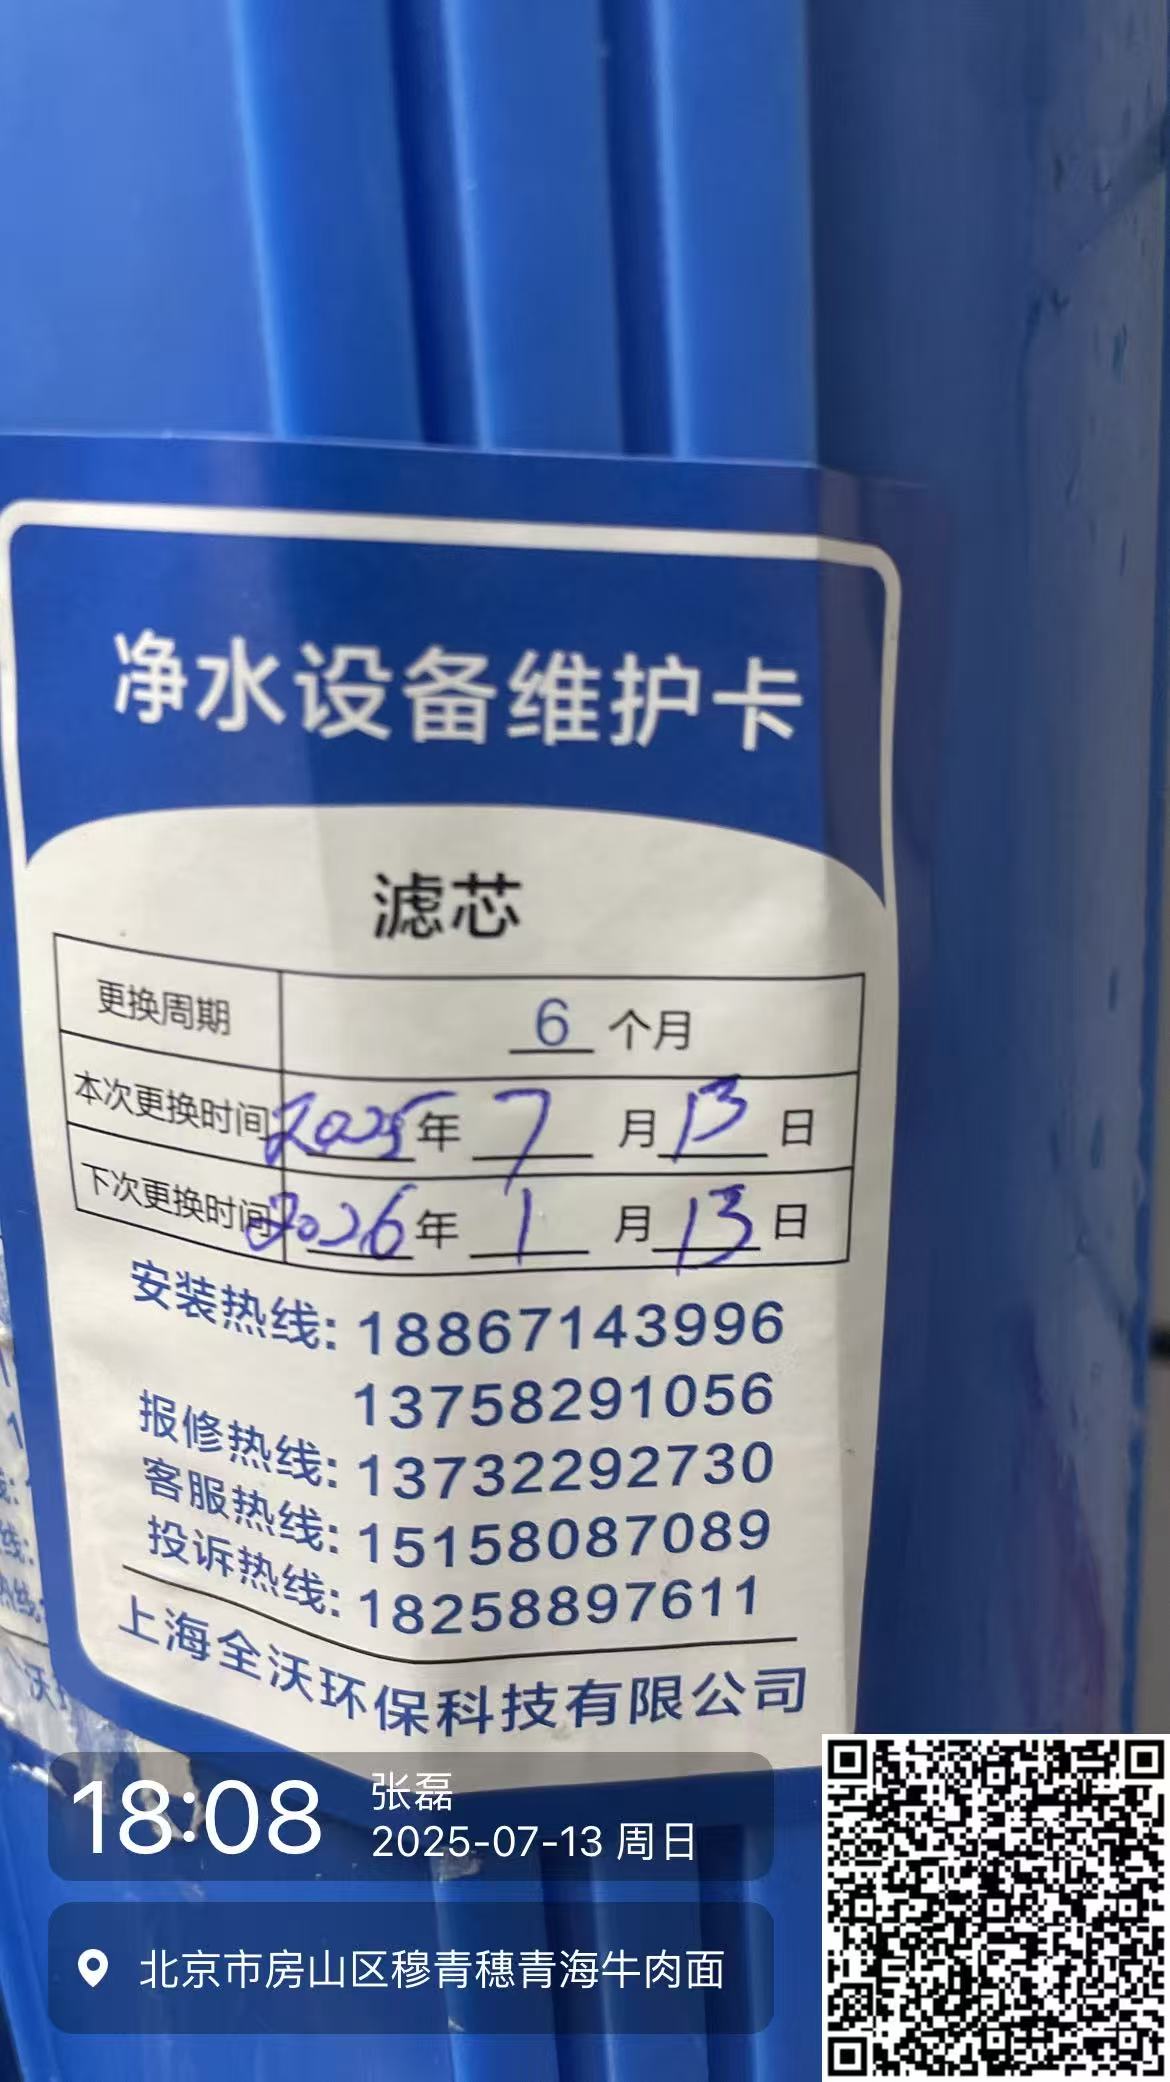 净水设备维护卡
滤芯
更换周期 6 个月
本次更换时间 2025 年 7 月 13 日
下次更换时间 2026 年 1 月 13 日
安装热线: 18867143996
13758291056
报修热线: 13732292730
客服热线: 15158087089
投诉热线: 18258897611
上海全沃环保科技有限公司
18:08
张磊
2025-07-13 周日
北京市房山区穆青穗青海牛肉面